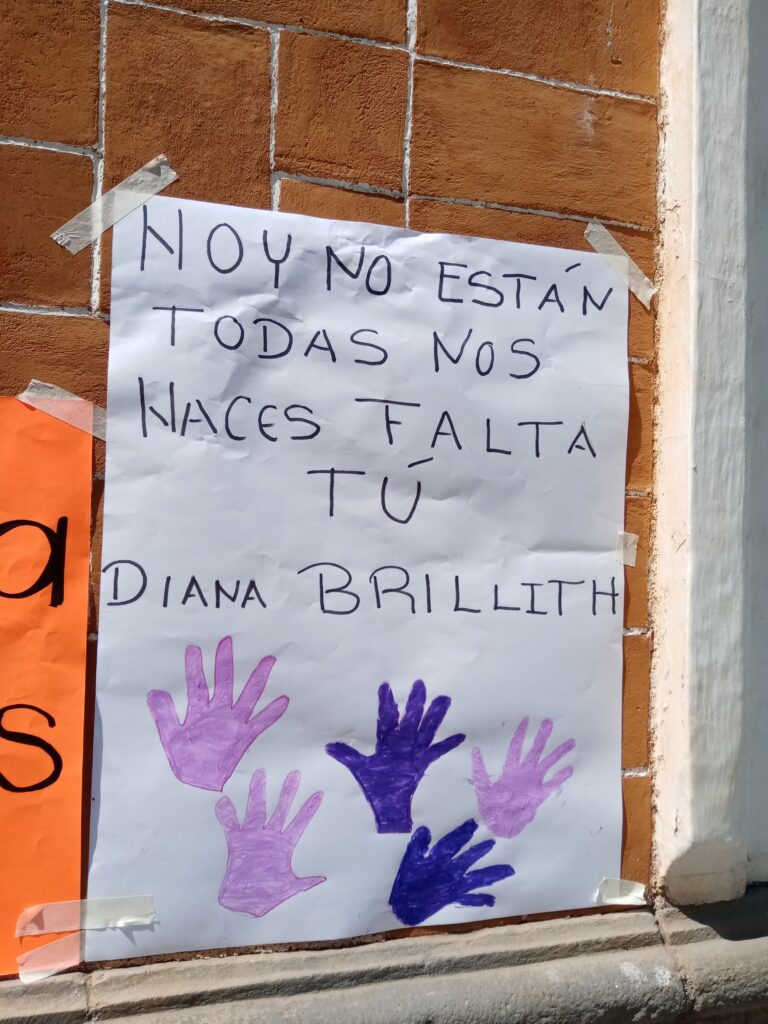 HOY NO ESTÁN
TODAS NOS
HACES FALTA
TÚ
DIANA BRILLITH
a
s